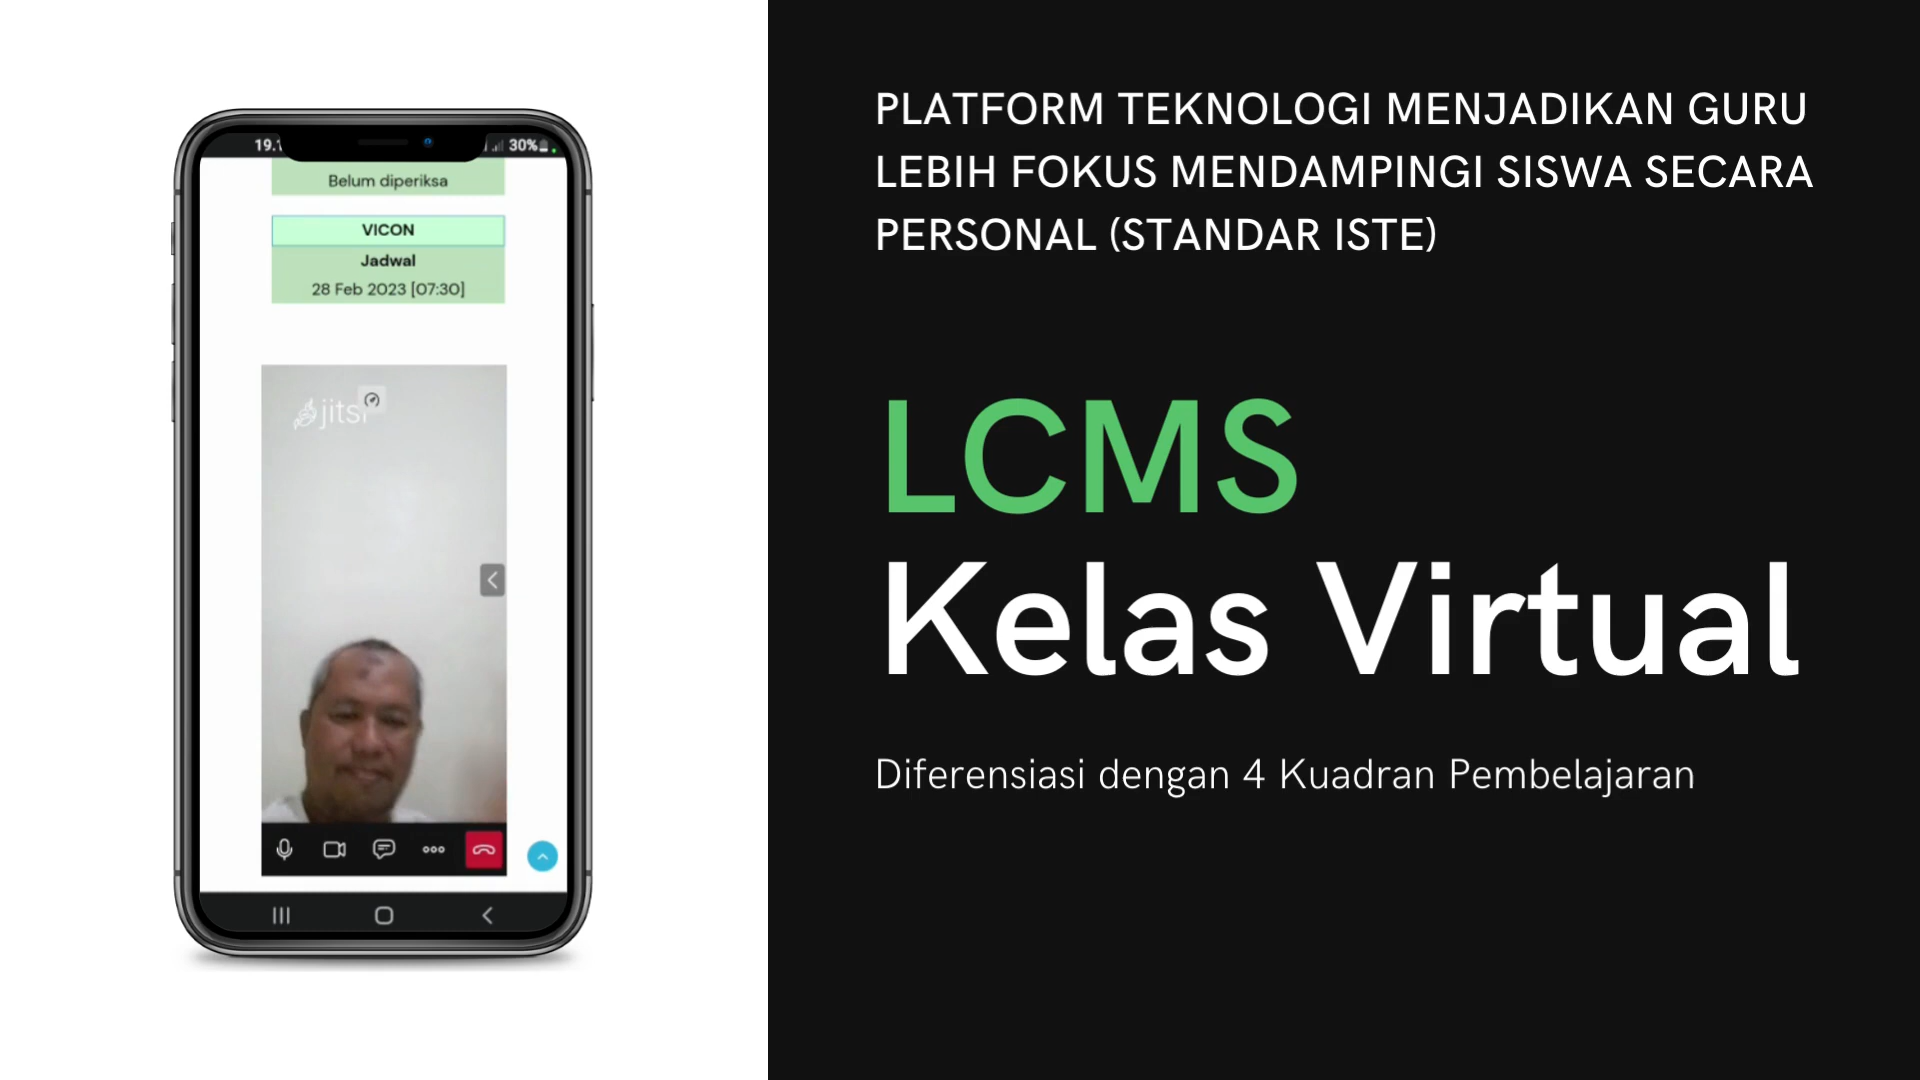 19.1
30%
Belum diperiksa
VICON
Jadwal
28 Feb 2023 [07:30]
jitsi
PLATFORM TEKNOLOGI MENJADIKAN GURU
LEBIH FOKUS MENDAMPINGI SISWA SECARA
PERSONAL (STANDAR ISTE)
LCMS
Kelas Virtual
Diferensiasi dengan 4 Kuadran Pembelajaran